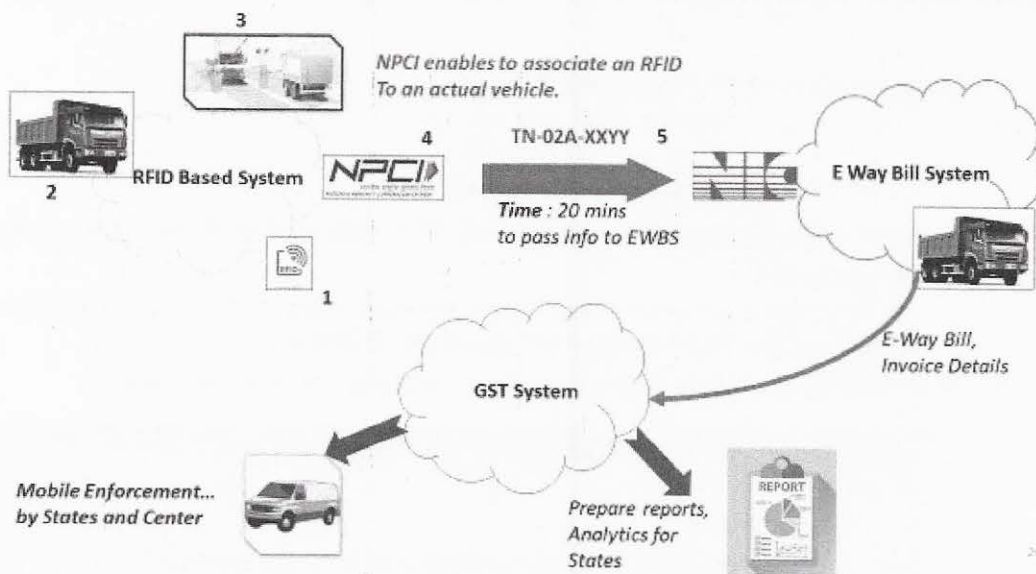 3
NPCI enables to associate an RFID
To an actual vehicle.
4
TN-02A-XXYY
5
2
RFID Based System
NPCI
E Way Bill System
Time : 20 mins
to pass info to EWBS
RFID
1
E-Way Bill,
Invoice Details
GST System
Mobile Enforcement...
by States and Center
Prepare reports,
Analytics for
States
REPORT